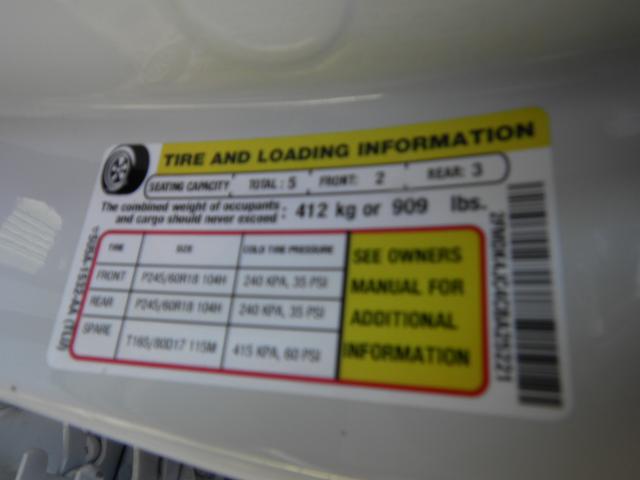 TIRE AND LOADING INFORMATION
SEATING CAPACITY TOTAL : 5 FRONT: 2 REAR: 3
The combined weight of occupants
and cargo should never exceed : 412 kg or 909 lbs.
TIRE SIZE COLD TIRE PRESSURE
FRONT P245/60R18 104H 240 KPA, 35 PSI
REAR P245/60R18 104H 240 KPA, 35 PSI
SPARE T165/80D17 115M 415 KPA, 60 PSI
SEE OWNERS
MANUAL FOR
ADDITIONAL
INFORMATION